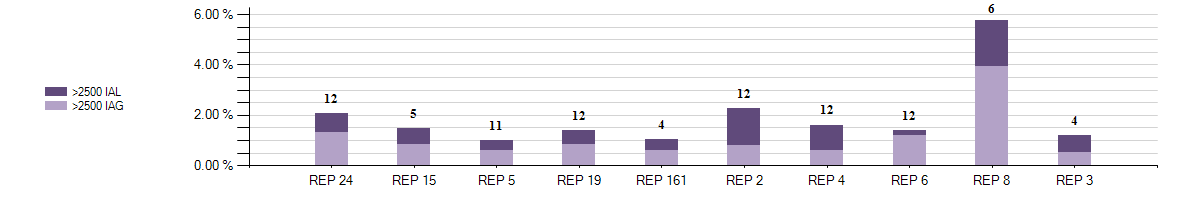 6.00 %
4.00 %
2.00 %
0.00 %
>2500 IAL
>2500 IAG
12
5
11
12
4
12
12
12
6
4
REP 24
REP 15
REP 5
REP 19
REP 161
REP 2
REP 4
REP 6
REP 8
REP 3